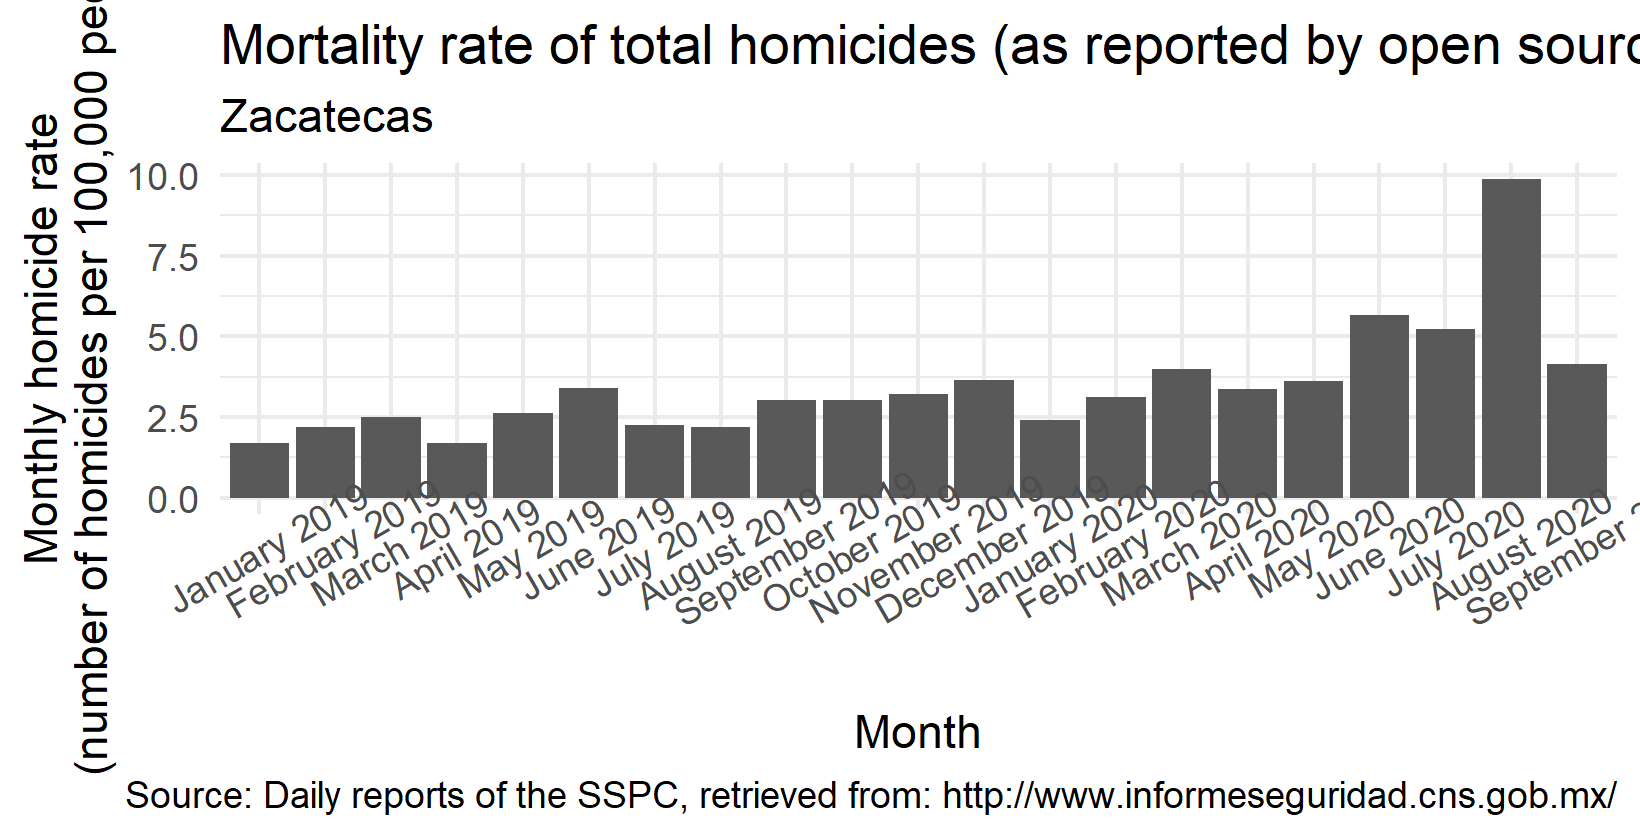 Mortality rate of total homicides (as reported by open
Zacatecas
Monthly homicide rate
(number of homicides per 100,000
10.0
7.5
5.0
2.5
0.0
January 2019
February 2019
March 2019
April 2019
May 2019
June 2019
July 2019
August 2019
September 2019
October 2019
November 2019
December 2019
January 2020
February 2020
March 2020
April 2020
May 2020
June 2020
July 2020
August 2020
September
Month
Source: Daily reports of the SSPC, retrieved from: http://www.informeseguridad.cns.gob.mx/